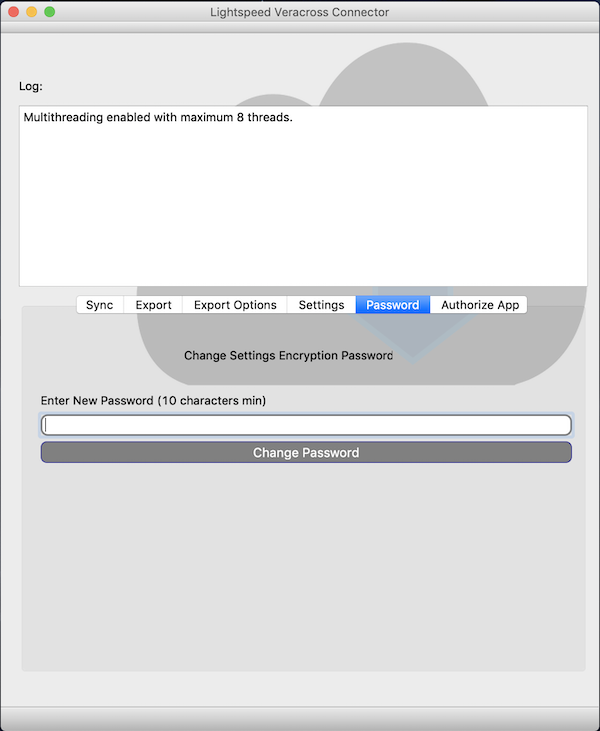 Lightspeed Veracross Connector
Log:
Multithreading enabled with maximum 8 threads.
Sync Export Export Options Settings Password Authorize App
Change Settings Encryption Password
Enter New Password (10 characters min)
Change Password